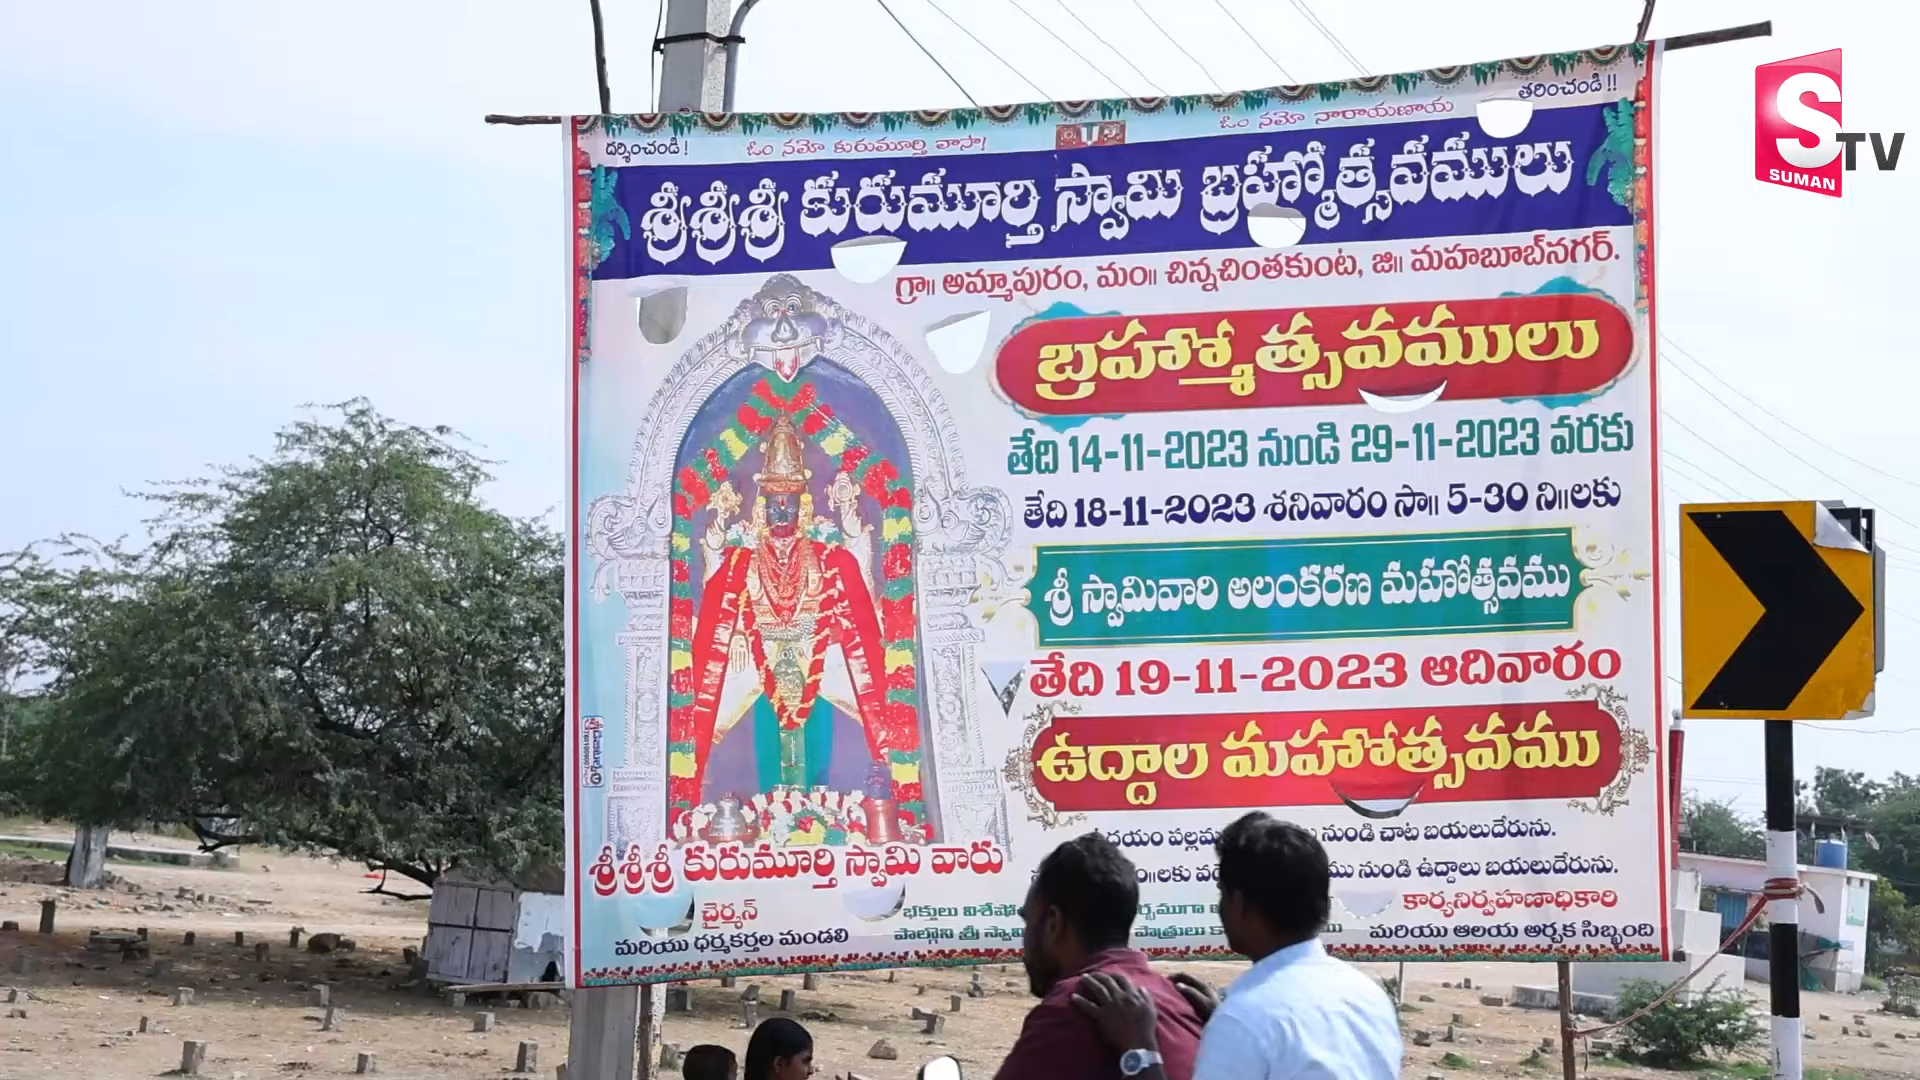 దర్శించండి !
ఓం నమో కురుమూర్తి వాసా!
ఓం నమో నారాయణాయ
తరించండి !!
శ్రీశ్రీశ్రీ కురుమూర్తి స్వామి బ్రహ్మోత్సవములు
గ్రా॥ అమ్మాపురం, మం॥ చిన్నచింతకుంట, జి॥ మహబూబ్‌నగర్.
బ్రహ్మోత్సవములు
తేది 14-11-2023 నుండి 29-11-2023 వరకు
తేది 18-11-2023 శనివారం సా॥ 5-30 ని॥లకు
శ్రీ స్వామివారి అలంకరణ మహోత్సవము
తేది 19-11-2023 ఆదివారం
ఉద్దాల మహోత్సవము
నుండి చాట బయలుదేరును.
నుండి ఉద్దాలు బయలుదేరును.
శ్రీశ్రీశ్రీ కురుమూర్తి స్వామి వారు
చైర్మన్
మరియు ధర్మకర్తల మండలి
భక్తులు
పాల్గొని శ్రీ
పాత్రులు
కార్యనిర్వహణాధికారి
మరియు ఆలయ అర్చక సిబ్బంది
S TV
SUMAN